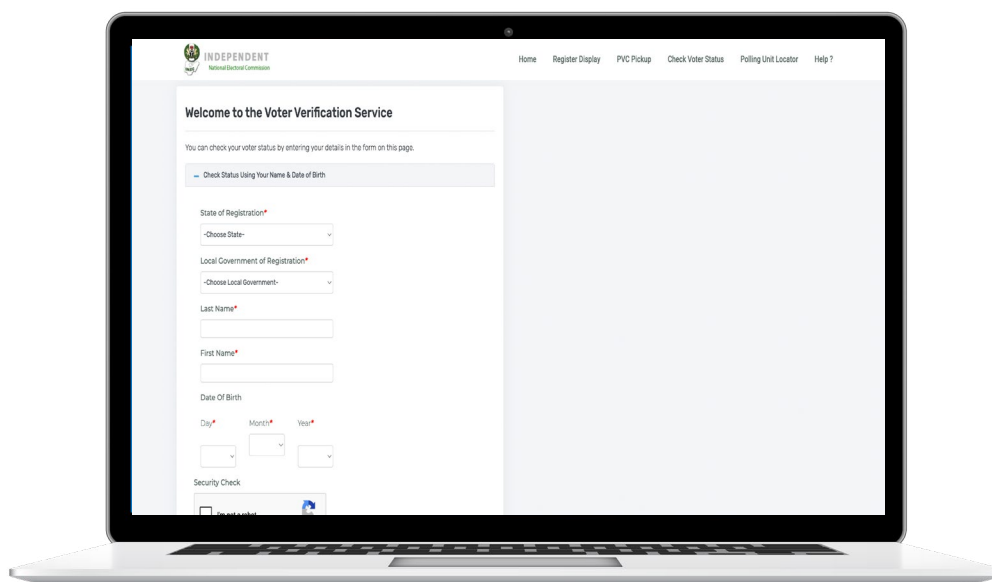 INDEPENDENT
National Electoral Commission
Home Register Display PVC Pickup Check Voter Status Polling Unit Locator Help ?
Welcome to the Voter Verification Service
You can check your voter status by entering your details in the form on this page.
Check Status Using Your Name & Date of Birth
State of Registration*
-Choose State-
Local Government of Registration*
-Choose Local Government-
Last Name*
First Name*
Date Of Birth
Day* Month* Year*
Security Check
I'm not a robot